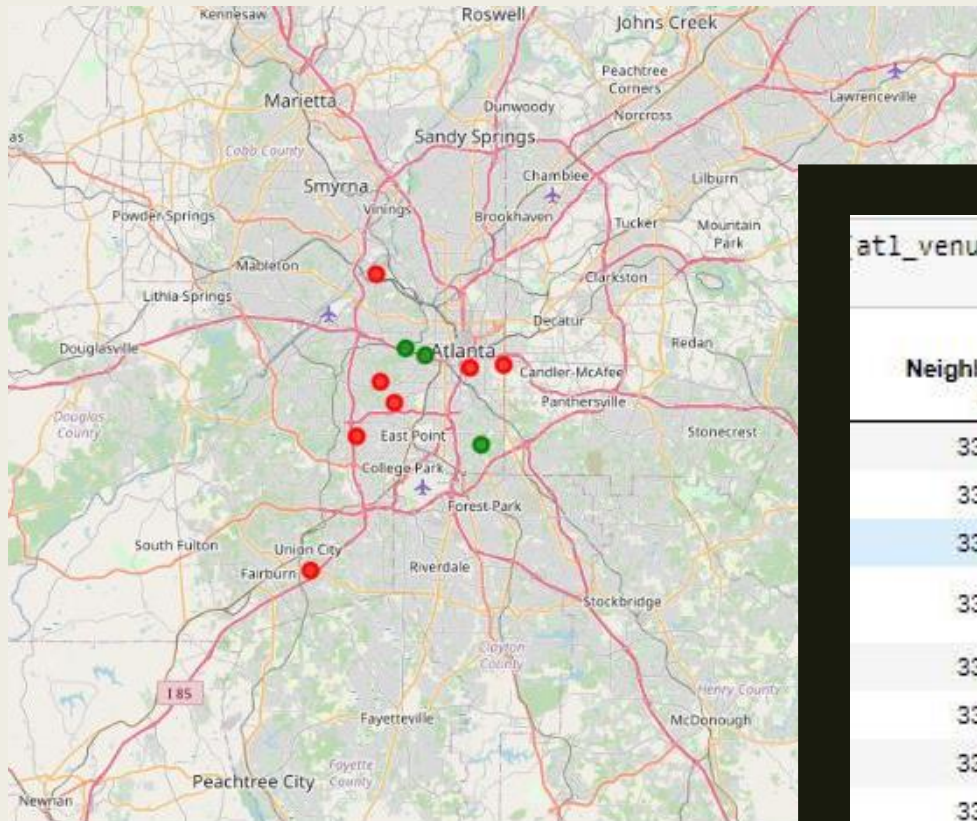 Kennesaw
Roswell
Johns Creek
Peachtree
Corners
Marietta
Dunwoody
Lawrenceville
Norcross
as
Sandy Springs
Cobb County
Chamblee
Lilburn
Smyrna
Vinings
Powder Springs
Brookhaven
Tucker
Mountain
Park
Mableton
Clarkston
Lithia Springs
Decatur
Douglasville
Atlanta
Redan
Candler-McAfee
Panthersville
Douglas
County
East Point
Stonecrest
College Park
Forest Park
South Fulton
Union City
Fairburn
Riverdale
Stockbridge
Clayton
County
I 85
Henry County
Fayetteville
McDonough
Peachtree City
Fayette
County
Newnan
(atl_venu
Neighb
33
33
33
33
33
33
33
33